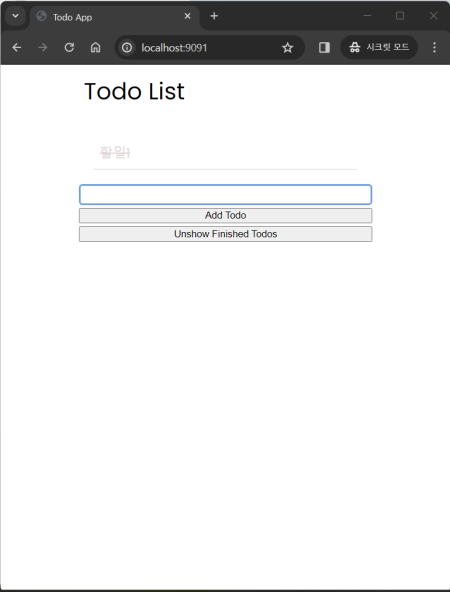 Todo App
localhost:9091
시크릿 모드
Todo List
할일1
Add Todo
Unshow Finished Todos